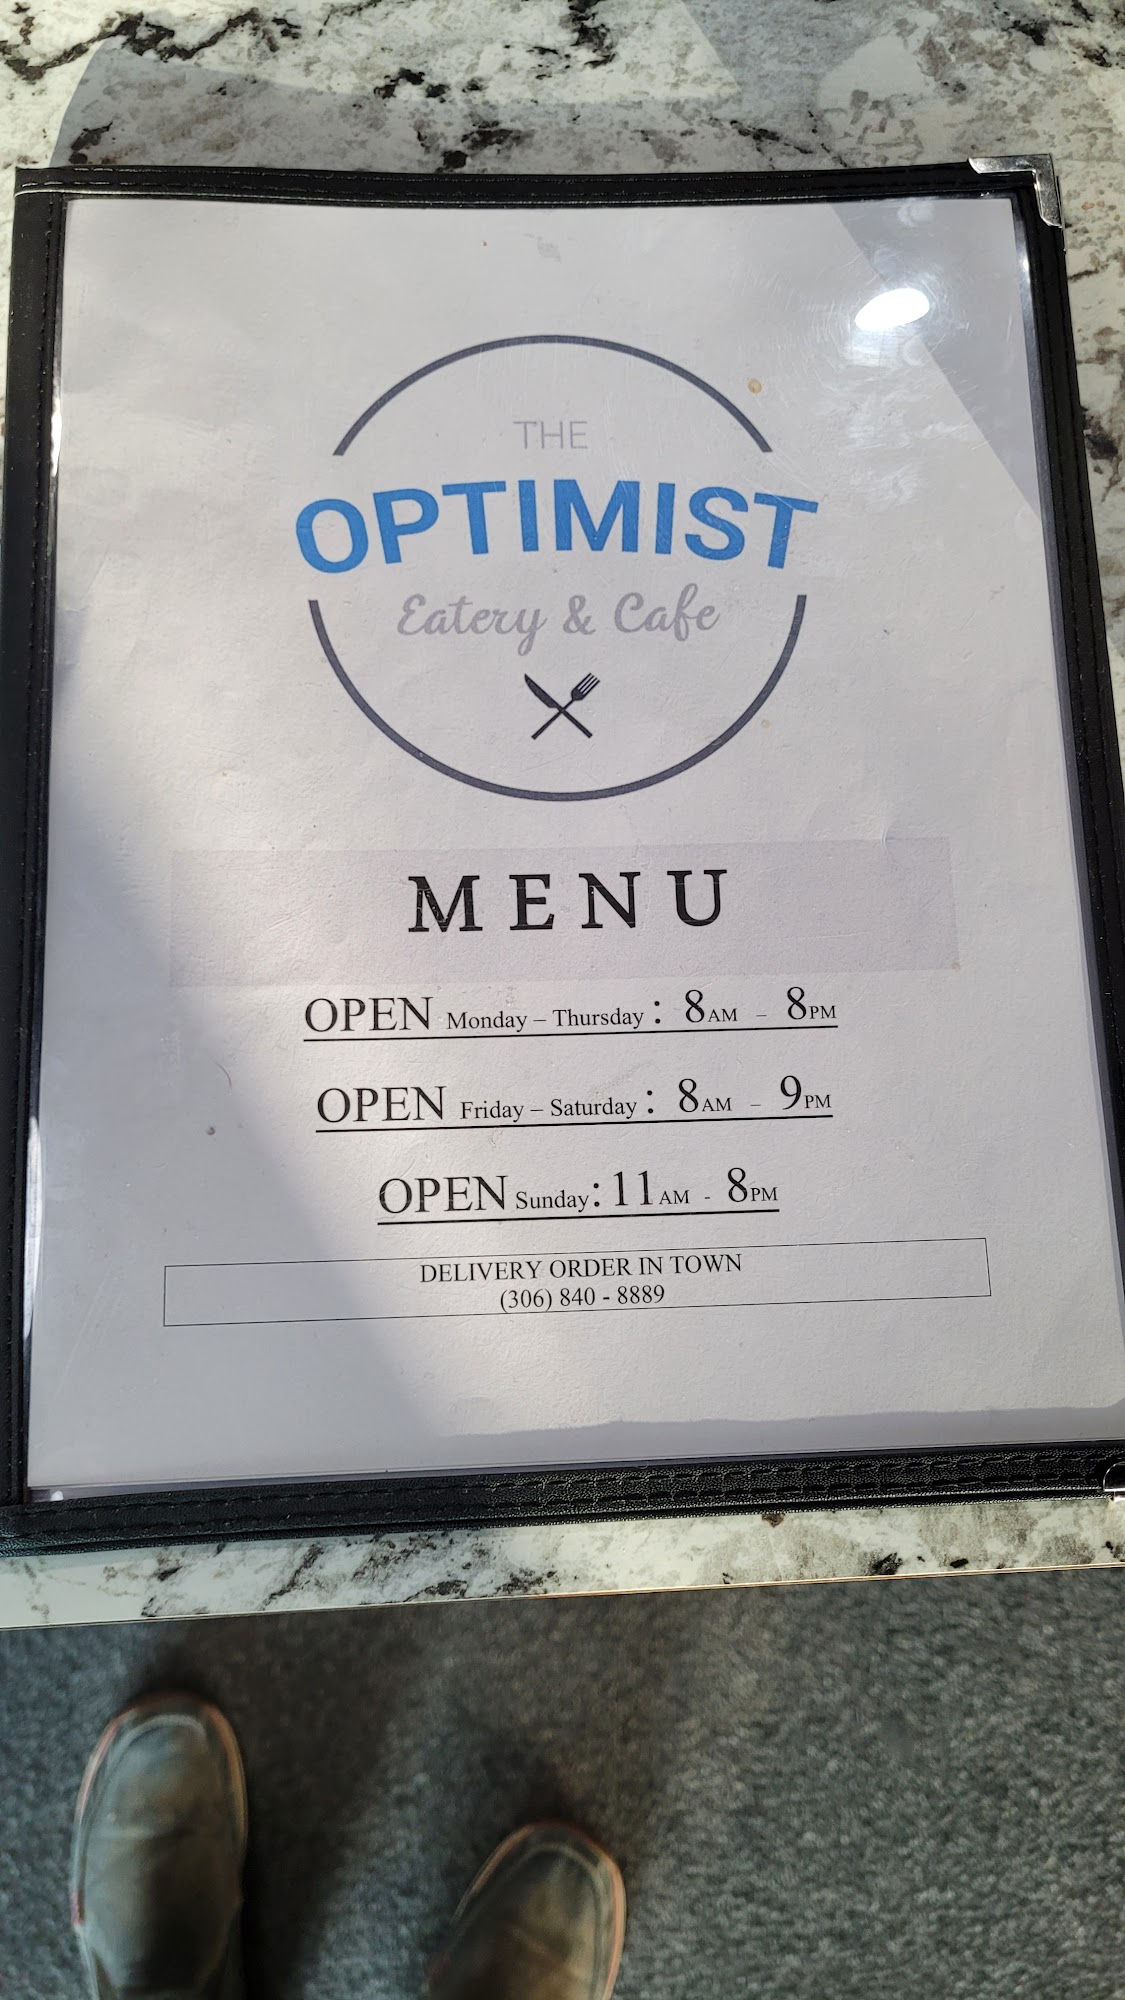 THE
OPTIMIST
Eatery & Cafe
MENU
OPEN Monday – Thursday : 8AM – 8PM
OPEN Friday – Saturday : 8AM – 9PM
OPEN Sunday: 11AM - 8PM
DELIVERY ORDER IN TOWN
(306) 840 - 8889